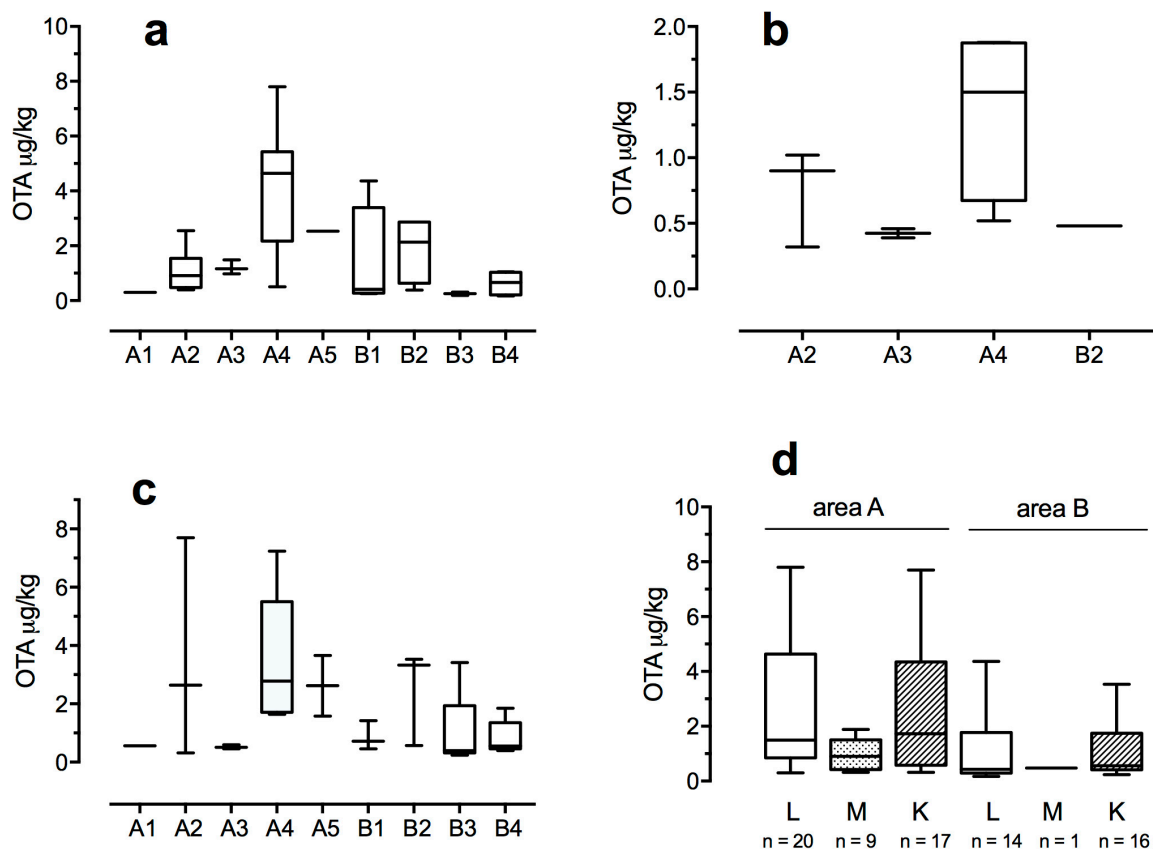 a
10
8
6
4
2
0
OTA µg/kg
A1 A2 A3 A4 A5 B1 B2 B3 B4
b
2.0
1.5
1.0
0.5
0.0
OTA µg/kg
A2 A3 A4 B2
c
8
6
4
2
0
OTA µg/kg
A1 A2 A3 A4 A5 B1 B2 B3 B4
d
10
8
6
4
2
0
OTA µg/kg
area A area B
L M K L M K
n = 20 n = 9 n = 17 n = 14 n = 1 n = 16